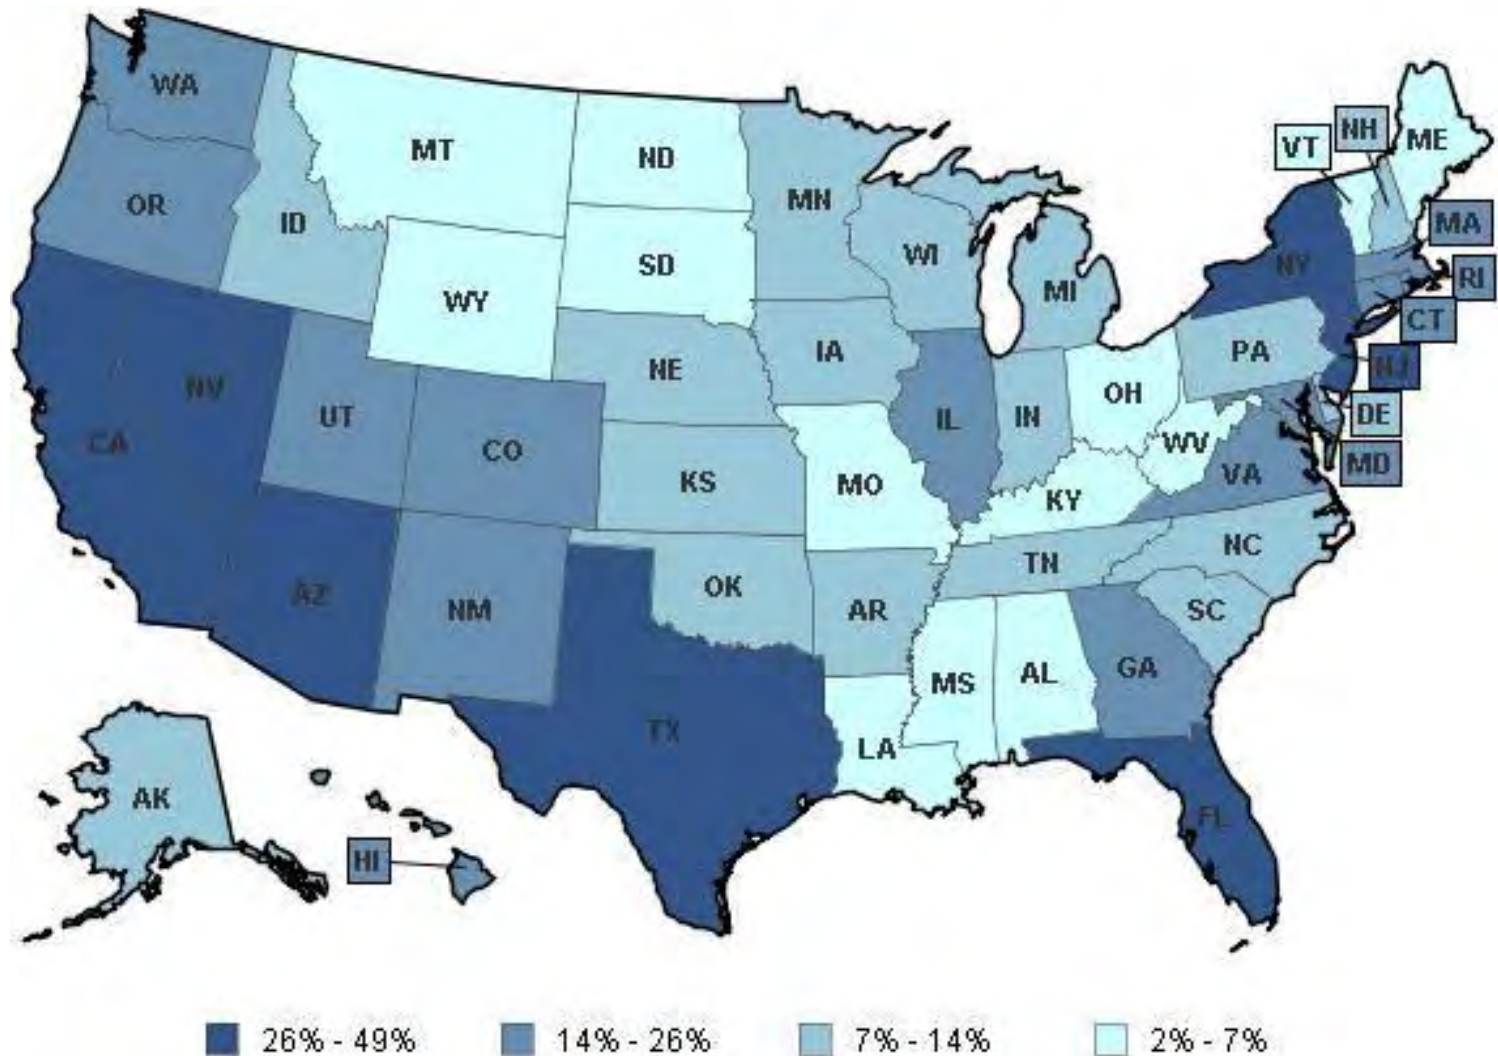 WA
MT
ND
MN
VT
NH
ME
OR
ID
SD
WI
MI
NY
MA
RI
WY
NE
IA
PA
CT
NJ
NV
UT
CO
KS
MO
IL
IN
OH
WV
VA
DE
MD
CA
KY
AZ
NM
OK
AR
TN
NC
SC
TX
LA
MS
AL
GA
FL
AK
HI
26% - 49% 14% - 26% 7% - 14% 2% - 7%